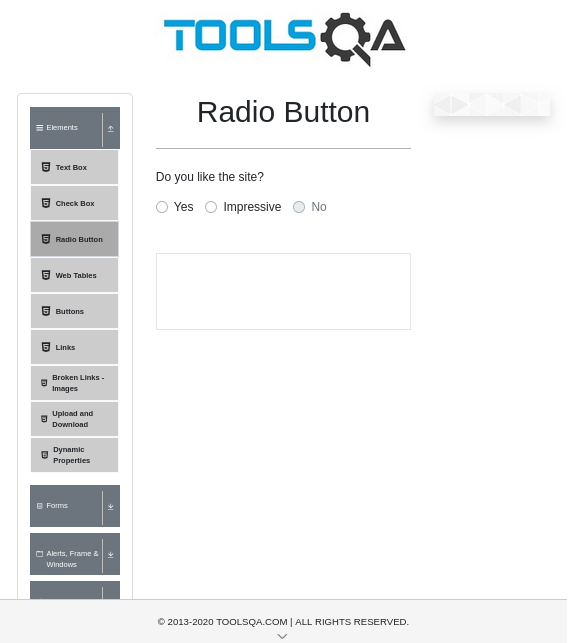 TOOLSQA
Radio Button
Elements
Text Box
Check Box
Radio Button
Web Tables
Buttons
Links
Broken Links -
Images
Upload and
Download
Dynamic
Properties
Forms
Alerts, Frame &
Windows
Do you like the site?
Yes Impressive No
© 2013-2020 TOOLSQA.COM | ALL RIGHTS RESERVED.